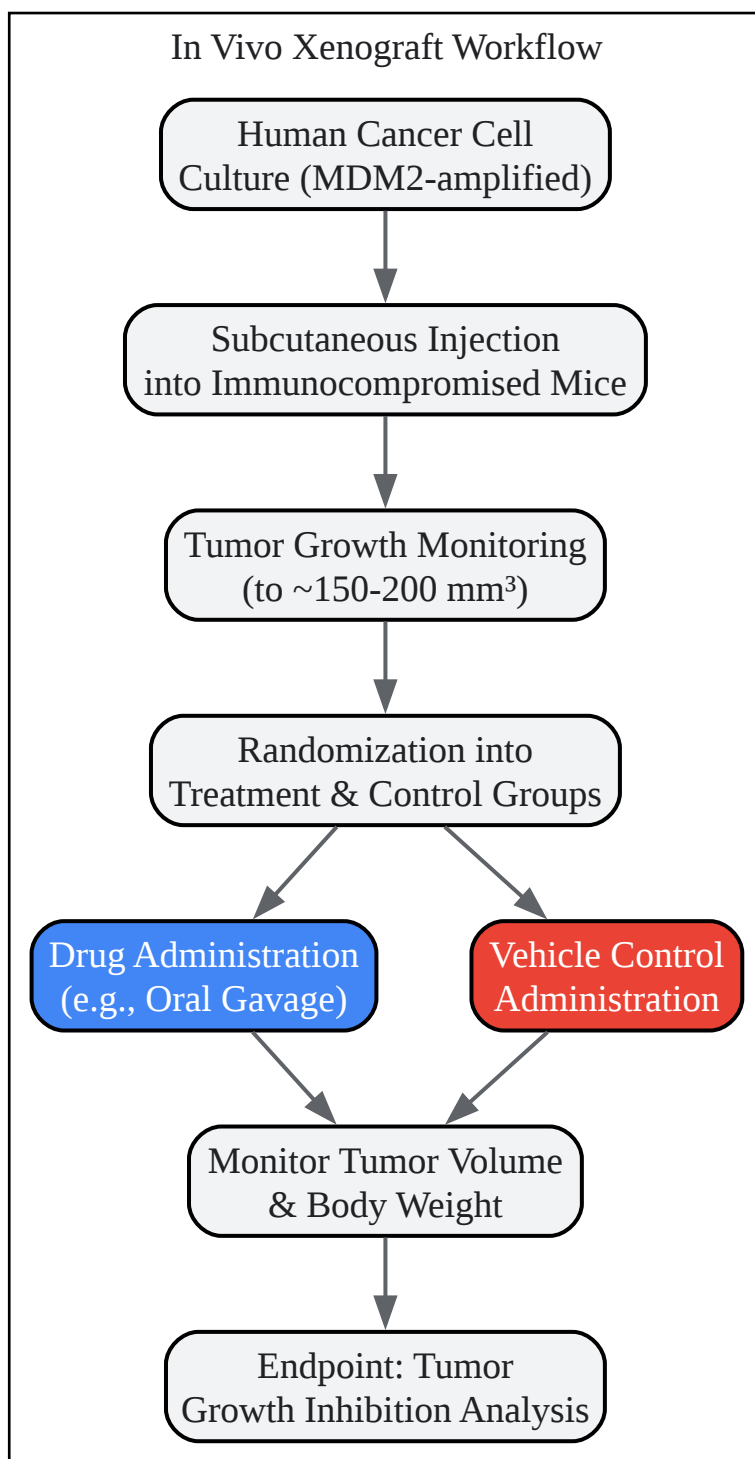 In Vivo Xenograft Workflow
Human Cancer Cell
Culture (MDM2-amplified)
Subcutaneous Injection
into Immunocompromised Mice
Tumor Growth Monitoring
(to ~150-200 mm³)
Randomization into
Treatment & Control Groups
Drug Administration
(e.g., Oral Gavage)
Vehicle Control
Administration
Monitor Tumor Volume
& Body Weight
Endpoint: Tumor
Growth Inhibition Analysis